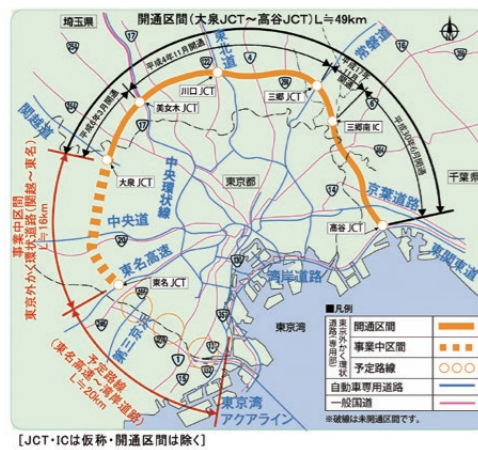 埼玉県
開通区間(大泉JCT~高谷JCT)L≒49km
平成4年11月開通
東北道
常磐道
平成17年11月開通
平成6年3月開通
川口JCT
三郷JCT
美女木JCT
三郷南IC
平成30年6月開通
関越道
大泉JCT
中央環状線
東京都
京葉道路
千葉県
高谷JCT
東関東道
事業中区間
東京外かく環状道路(関越~東名)
L≒16km
中央道
東名高速
湾岸道路
東名JCT
第三京浜
東京湾
予定路線
(東名高速~湾岸道路)
L≒20km
東京湾
アクアライン
■凡例
東京外かく環状道路(専用部)
開通区間
事業中区間
予定路線
自動車専用道路
一般国道
※破線は未開通区間です。
[JCT・ICは仮称・開通区間は除く]